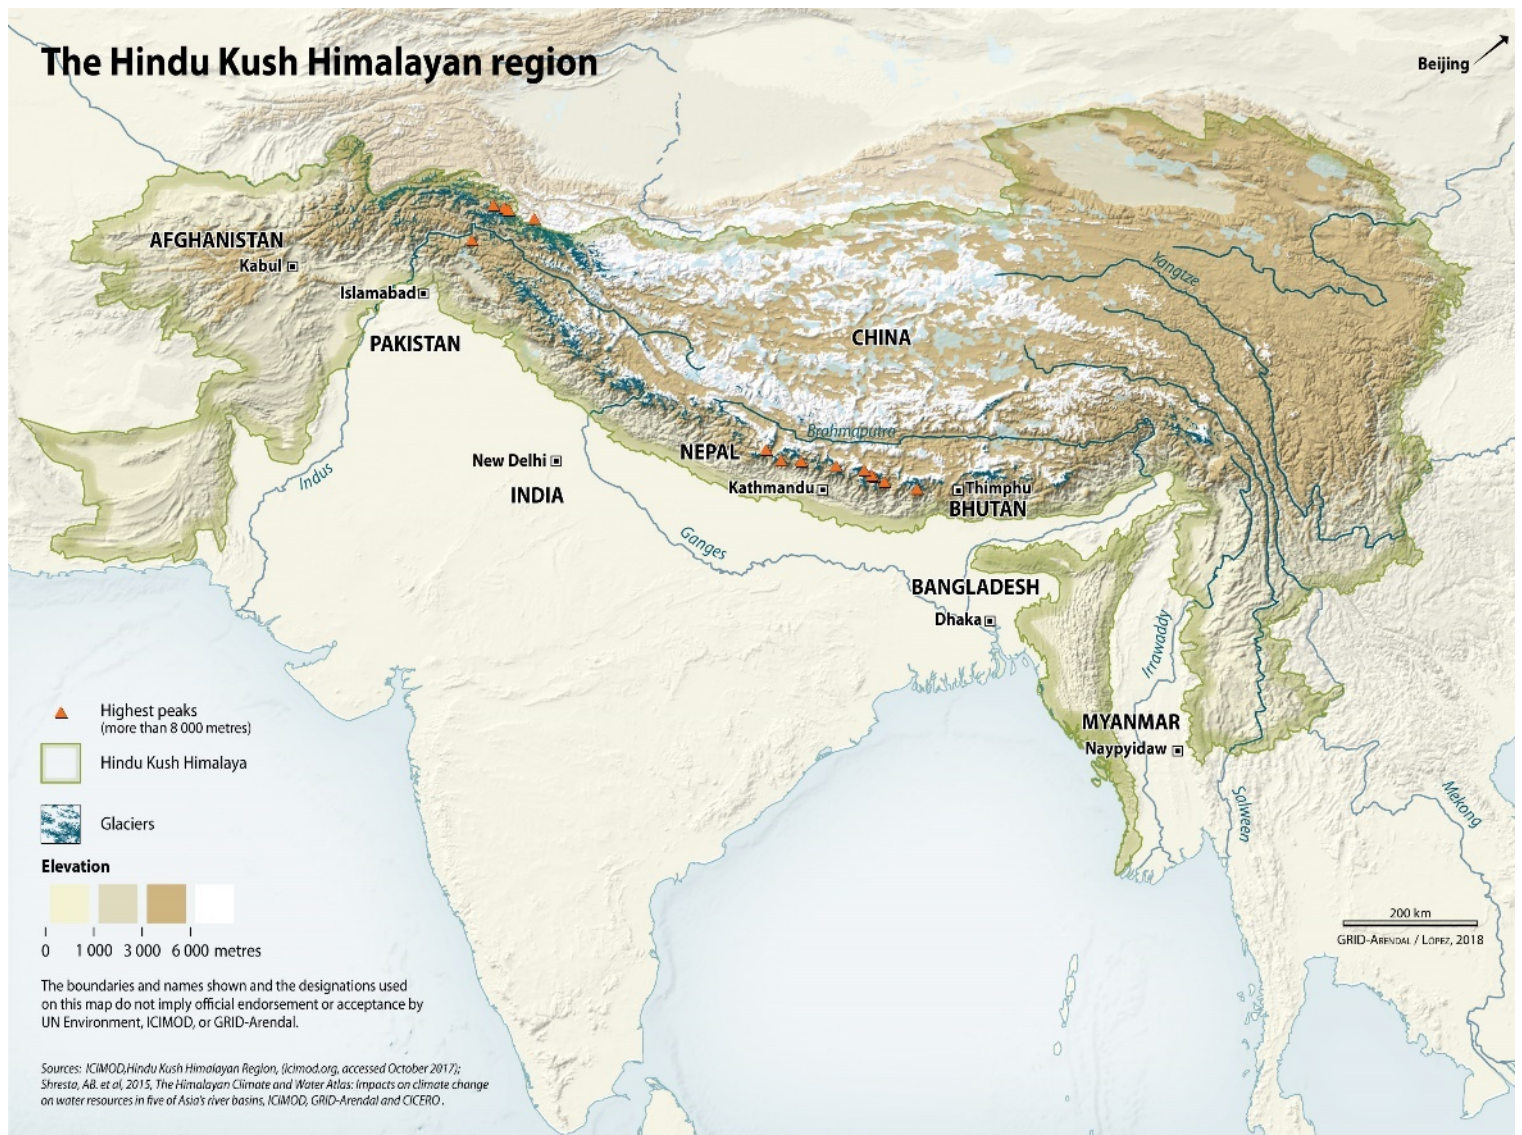 The Hindu Kush Himalayan region
Beijing
AFGHANISTAN
Kabul
Islamabad
PAKISTAN
CHINA
Yangtze
Brahmaputra
NEPAL
New Delhi
INDIA
Kathmandu
Thimphu
BHUTAN
Indus
Ganges
BANGLADESH
Dhaka
Irrawaddy
MYANMAR
Naypyidaw
Salween
Mekong
Highest peaks
(more than 8 000 metres)
Hindu Kush Himalaya
Glaciers
Elevation
0 1 000 3 000 6 000 metres
200 km
GRID-ARENDAL / LOPEZ, 2018
The boundaries and names shown and the designations used
on this map do not imply official endorsement or acceptance by
UN Environment, ICIMOD, or GRID-Arendal.
Sources: ICIMOD,Hindu Kush Himalayan Region, (icimod.org, accessed October 2017);
Shresta, AB. et al, 2015, The Himalayan Climate and Water Atlas: impacts on climate change
on water resources in five of Asia's river basins, ICIMOD, GRID-Arendal and CICERO .